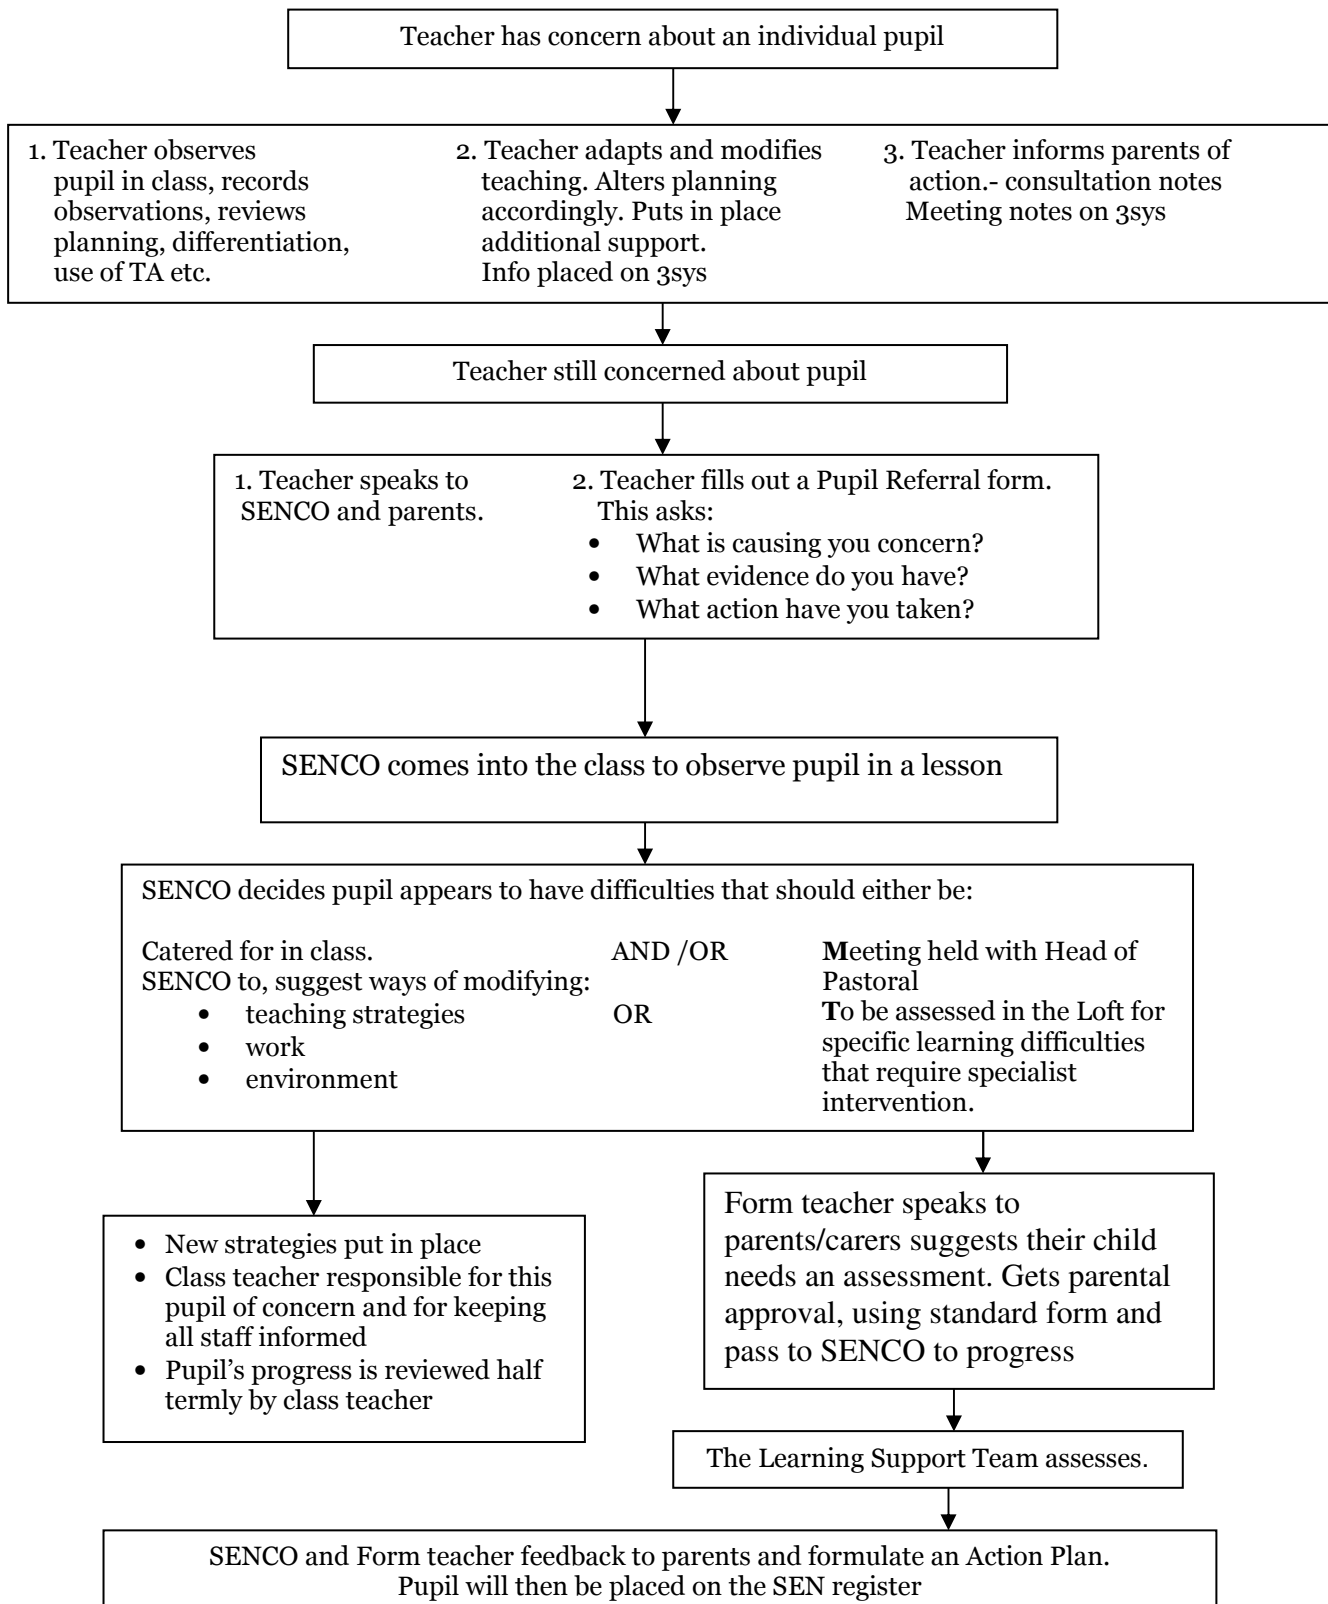 Teacher has concern about an individual pupil
1. Teacher observes
pupil in class, records
observations, reviews
planning, differentiation,
use of TA etc.
2. Teacher adapts and modifies
teaching. Alters planning
accordingly. Puts in place
additional support.
Info placed on 3sys
3. Teacher informs parents of
action.- consultation notes
Meeting notes on 3sys
Teacher still concerned about pupil
1. Teacher speaks to
SENCO and parents.
2. Teacher fills out a Pupil Referral form.
This asks:
• What is causing you concern?
• What evidence do you have?
• What action have you taken?
SENCO comes into the class to observe pupil in a lesson
SENCO decides pupil appears to have difficulties that should either be:
Catered for in class.
SENCO to, suggest ways of modifying:
• teaching strategies
• work
• environment
AND /OR
OR
Meeting held with Head of
Pastoral
To be assessed in the Loft for
specific learning difficulties
that require specialist
intervention.
• New strategies put in place
• Class teacher responsible for this
pupil of concern and for keeping
all staff informed
• Pupil's progress is reviewed half
termly by class teacher
Form teacher speaks to
parents/carers suggests their child
needs an assessment. Gets parental
approval, using standard form and
pass to SENCO to progress
The Learning Support Team assesses.
SENCO and Form teacher feedback to parents and formulate an Action Plan.
Pupil will then be placed on the SEN register